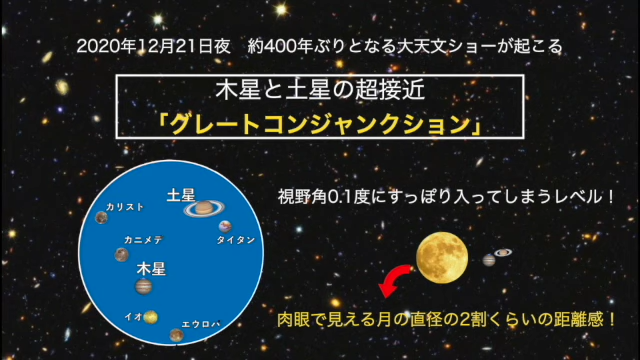 2020年12月21日夜 約400年ぶりとなる大天文ショーが起こる
木星と土星の超接近
「グレートコンジャンクション」
土星
カリスト
タイタン
カニメデ
木星
イオ
エウロパ
視野角0.1度にすっぽり入ってしまうレベル！
肉眼で見える月の直径の2割くらいの距離感！